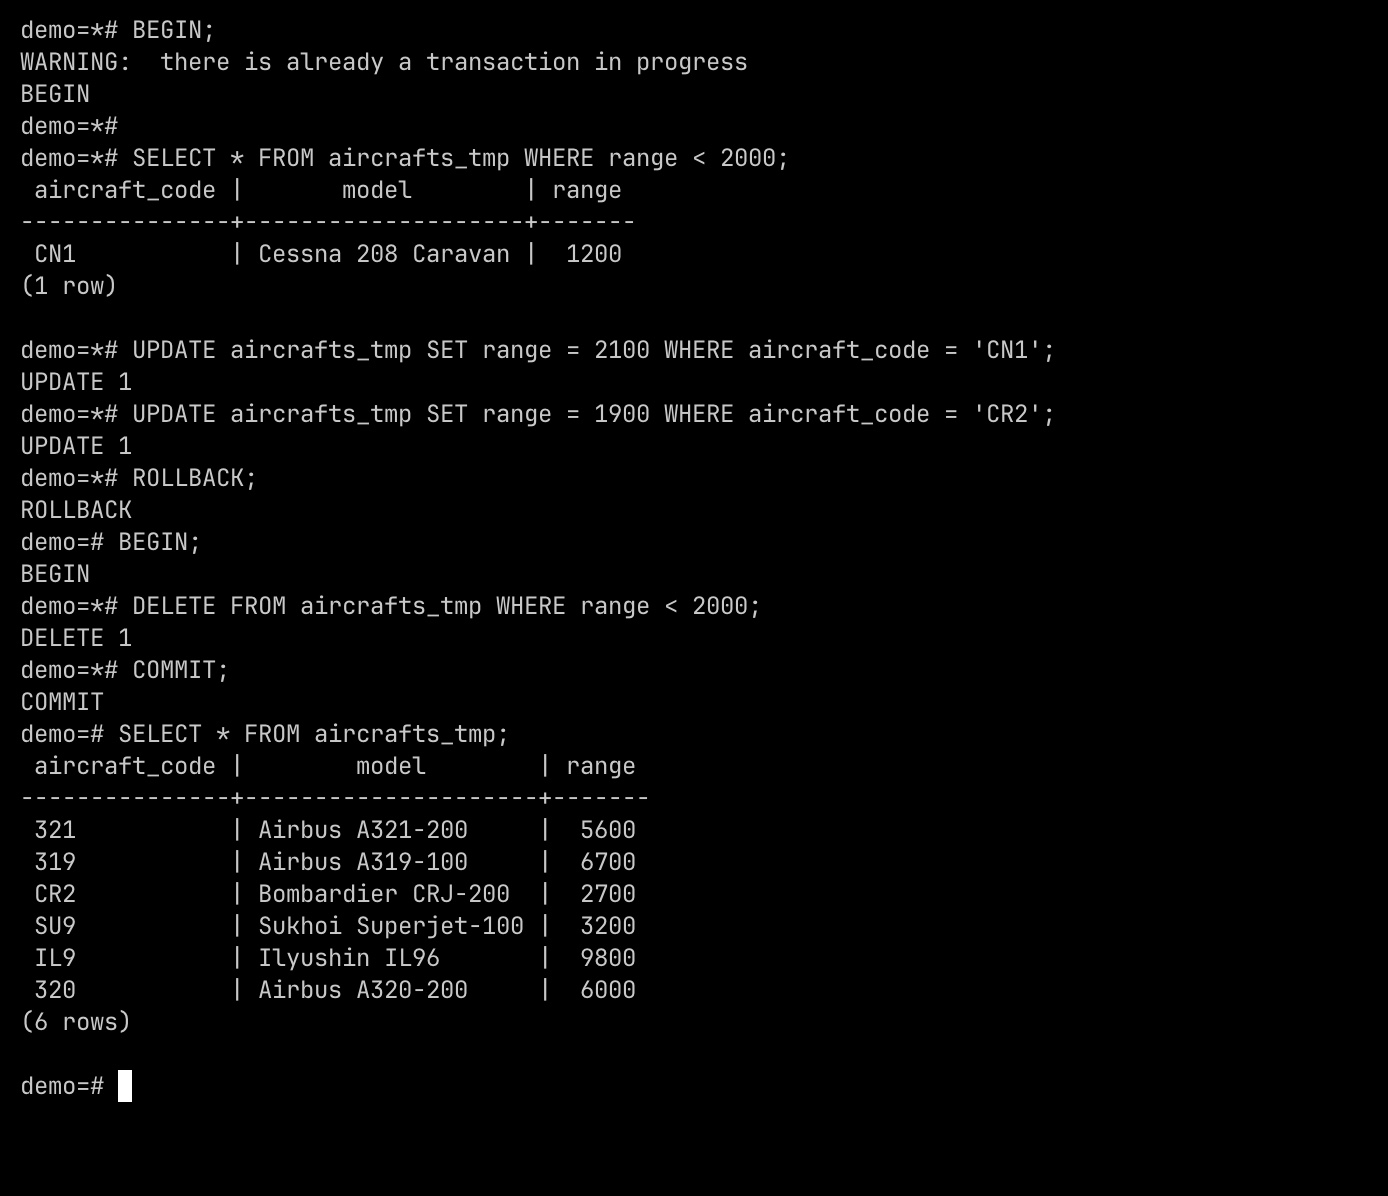 demo=*# BEGIN;
WARNING:  there is already a transaction in progress
BEGIN
demo=*#
demo=*# SELECT * FROM aircrafts_tmp WHERE range < 2000;
 aircraft_code |       model        | range
---------------+--------------------+-------
 CN1           | Cessna 208 Caravan |  1200
(1 row)

demo=*# UPDATE aircrafts_tmp SET range = 2100 WHERE aircraft_code = 'CN1';
UPDATE 1
demo=*# UPDATE aircrafts_tmp SET range = 1900 WHERE aircraft_code = 'CR2';
UPDATE 1
demo=*# ROLLBACK;
ROLLBACK
demo=# BEGIN;
BEGIN
demo=*# DELETE FROM aircrafts_tmp WHERE range < 2000;
DELETE 1
demo=*# COMMIT;
COMMIT
demo=# SELECT * FROM aircrafts_tmp;
 aircraft_code |        model        | range
---------------+---------------------+-------
 321           | Airbus A321-200     |  5600
 319           | Airbus A319-100     |  6700
 CR2           | Bombardier CRJ-200  |  2700
 SU9           | Sukhoi Superjet-100 |  3200
 IL9           | Ilyushin IL96       |  9800
 320           | Airbus A320-200     |  6000
(6 rows)

demo=#